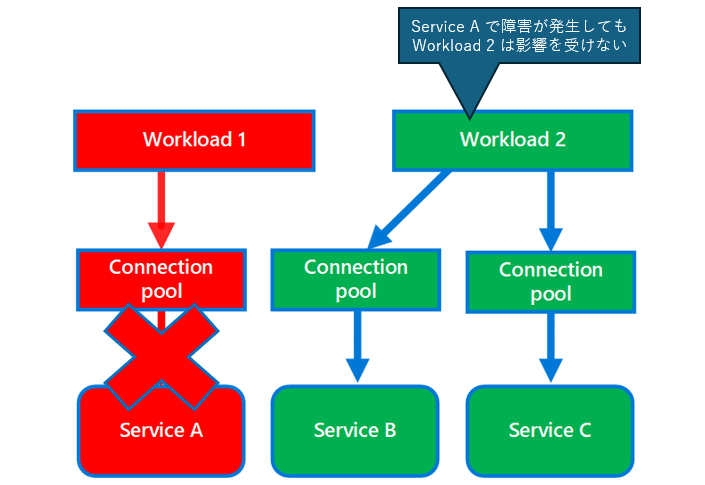 Service A で障害が発生しても
Workload 2 は影響を受けない
Workload 1
Workload 2
Connection
pool
Connection
pool
Connection
pool
Service A
Service B
Service C